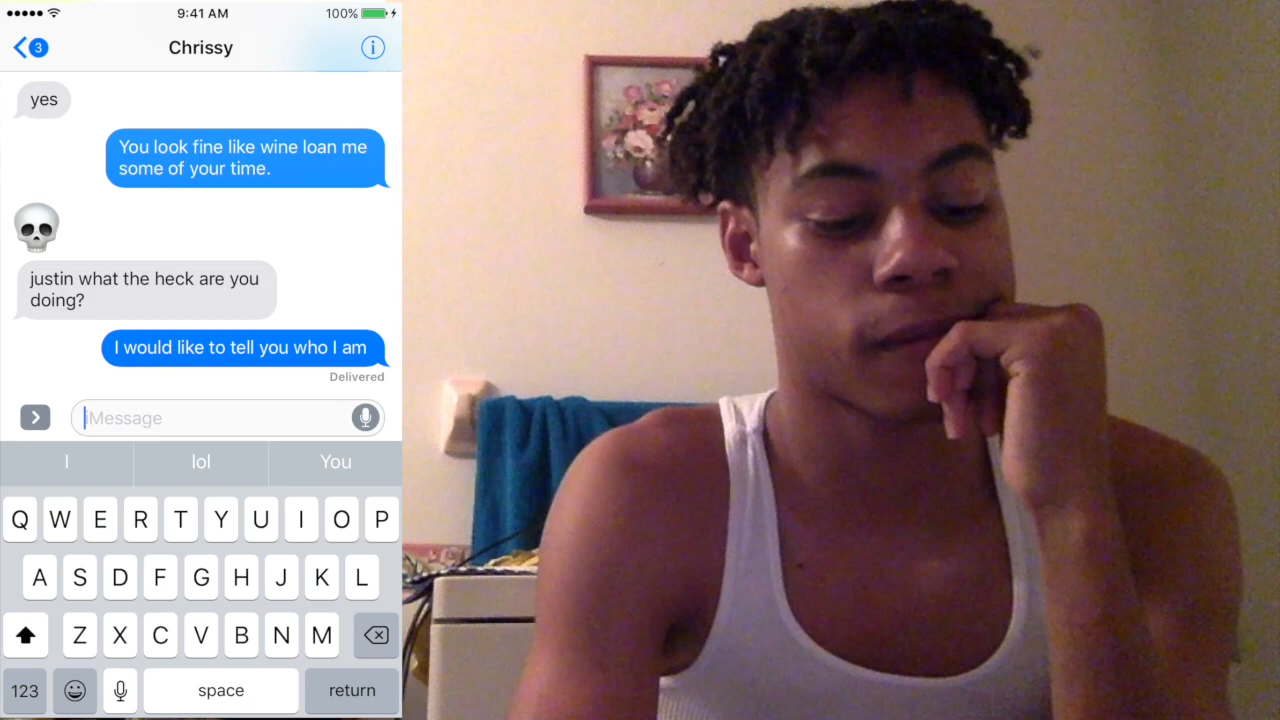 9:41 AM
100%
3
Chrissy
i
yes
You look fine like wine loan me
some of your time.
justin what the heck are you
doing?
I would like to tell you who I am
Delivered
iMessage
I lol You
Q W E R T Y U I O P
A S D F G H J K L
Z X C V B N M
123 space return